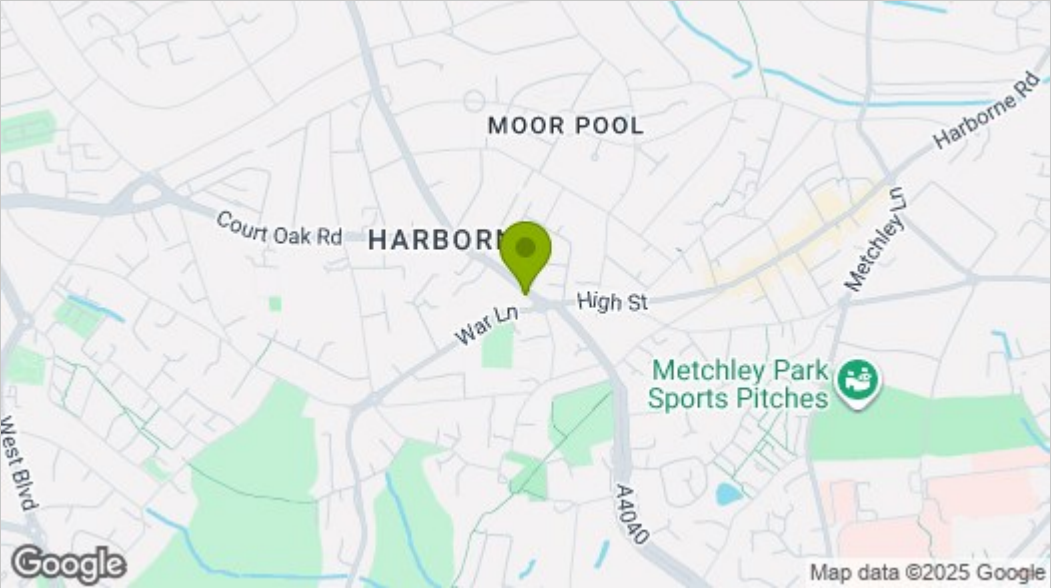 MOOR POOL
Harborne Rd
Court Oak Rd
HARBORN
Metchley Ln
High St
War Ln
Metchley Park
Sports Pitches
West Blvd
A4040
Google
Map data ©2025 Google